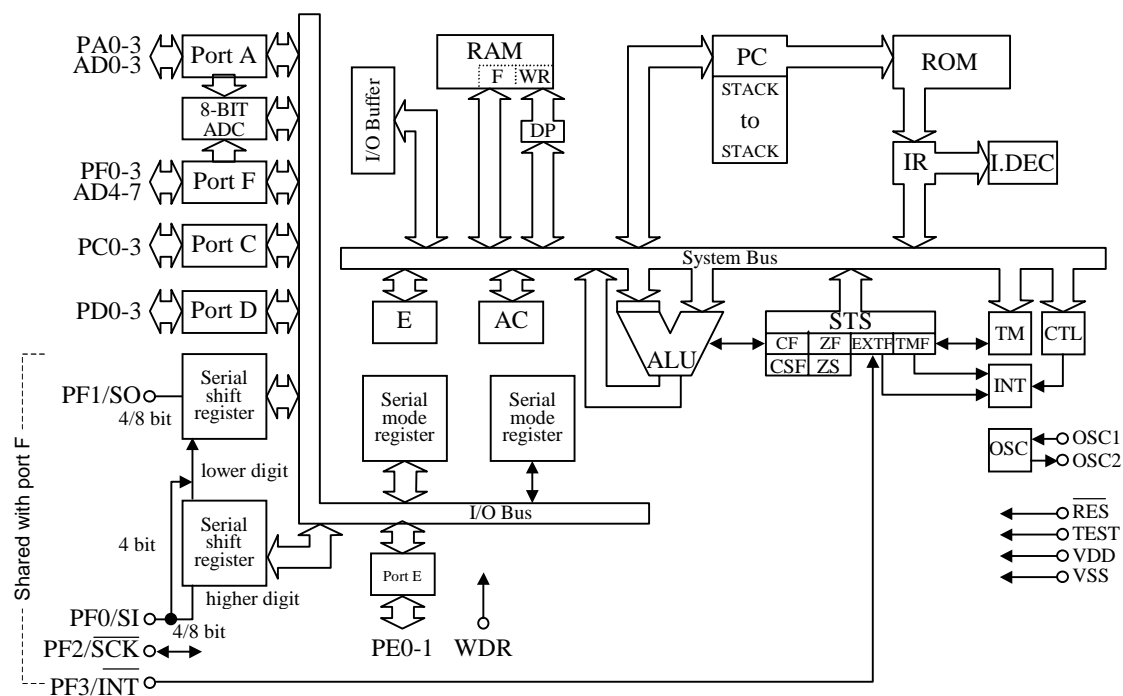 PA0-3
AD0-3
Port A
8-BIT
ADC
PF0-3
AD4-7
Port F
PC0-3
Port C
PD0-3
Port D
I/O Buffer
RAM
F WR
DP
PC
STACK
to
STACK
ROM
IR
I.DEC
System Bus
E
AC
ALU
STS
CF ZF EXTF TMF
CSF ZS
TM
CTL
INT
OSC
OSC1
OSC2
RES
TEST
VDD
VSS
Shared with port F
PF1/SO
4/8 bit
Serial
shift
register
lower digit
4 bit
Serial
shift
register
higher digit
PF0/SI
4/8 bit
PF2/SCK
PF3/INT
Serial
mode
register
Serial
mode
register
I/O Bus
Port E
PE0-1
WDR